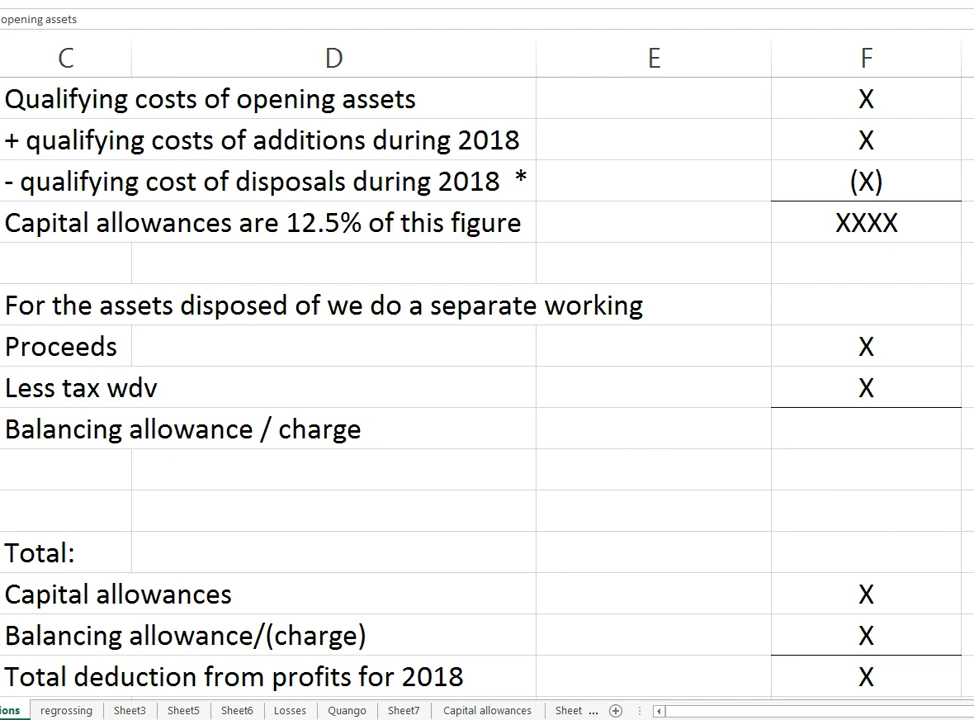 opening assets
C D E F
Qualifying costs of opening assets X
+ qualifying costs of additions during 2018 X
- qualifying cost of disposals during 2018 * (X)
Capital allowances are 12.5% of this figure XXXX
For the assets disposed of we do a separate working
Proceeds X
Less tax wdv X
Balancing allowance / charge
Total:
Capital allowances X
Balancing allowance/(charge) X
Total deduction from profits for 2018 X
ions regrossing Sheet3 Sheet5 Sheet6 Losses Quango Sheet7 Capital allowances Sheet ...